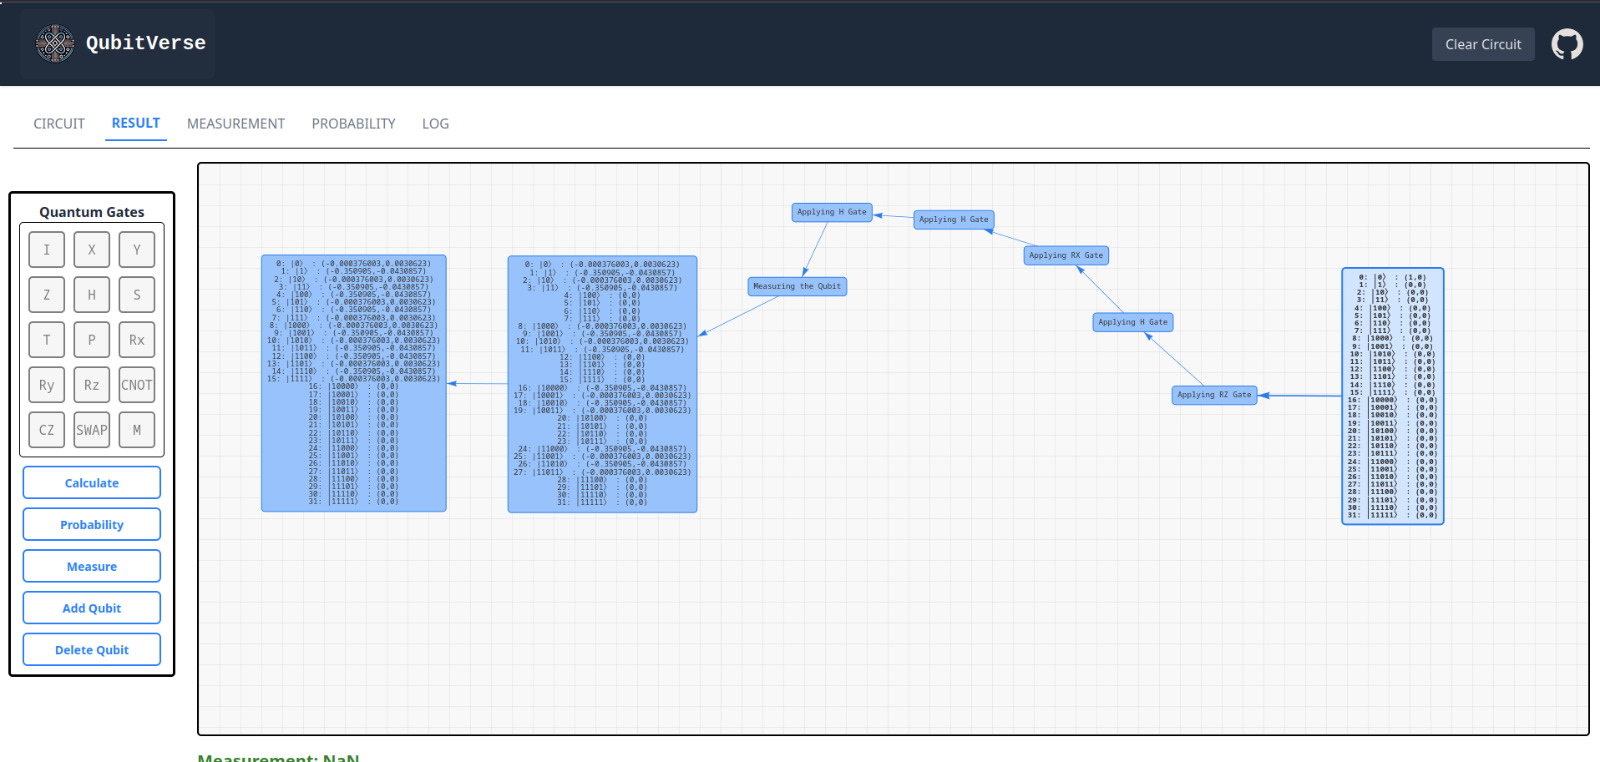 QubitVerse
Clear Circuit
CIRCUIT
RESULT
MEASUREMENT
PROBABILITY
LOG
Quantum Gates
I
X
Y
Z
H
S
T
P
Rx
Ry
Rz
CNOT
CZ
SWAP
M
Calculate
Probability
Measure
Add Qubit
Delete Qubit
0: |0⟩ : (-0.000376003,0.0030623)
1: |1⟩ : (-0.350905,-0.0430857)
2: |10⟩ : (-0.000376003,0.0030623)
3: |11⟩ : (-0.350905,-0.0430857)
4: |100⟩ : (-0.350905,-0.0430857)
5: |101⟩ : (-0.000376003,0.0030623)
6: |110⟩ : (-0.350905,-0.0430857)
7: |111⟩ : (-0.000376003,0.0030623)
8: |1000⟩ : (-0.000376003,0.0030623)
9: |1001⟩ : (-0.350905,-0.0430857)
10: |1010⟩ : (-0.000376003,0.0030623)
11: |1011⟩ : (-0.350905,-0.0430857)
12: |1100⟩ : (-0.350905,-0.0430857)
13: |1101⟩ : (-0.000376003,0.0030623)
14: |1110⟩ : (-0.350905,-0.0430857)
15: |1111⟩ : (-0.000376003,0.0030623)
16: |10000⟩ : (0,0)
17: |10001⟩ : (0,0)
18: |10010⟩ : (0,0)
19: |10011⟩ : (0,0)
20: |10100⟩ : (0,0)
21: |10101⟩ : (0,0)
22: |10110⟩ : (0,0)
23: |10111⟩ : (0,0)
24: |11000⟩ : (0,0)
25: |11001⟩ : (0,0)
26: |11010⟩ : (0,0)
27: |11011⟩ : (0,0)
28: |11100⟩ : (0,0)
29: |11101⟩ : (0,0)
30: |11110⟩ : (0,0)
31: |11111⟩ : (0,0)
0: |0⟩ : (-0.000376003,0.0030623)
1: |1⟩ : (-0.350905,-0.0430857)
2: |10⟩ : (-0.000376003,0.0030623)
3: |11⟩ : (-0.350905,-0.0430857)
4: |100⟩ : (0,0)
5: |101⟩ : (0,0)
6: |110⟩ : (0,0)
7: |111⟩ : (0,0)
8: |1000⟩ : (-0.000376003,0.0030623)
9: |1001⟩ : (-0.350905,-0.0430857)
10: |1010⟩ : (-0.000376003,0.0030623)
11: |1011⟩ : (-0.350905,-0.0430857)
12: |1100⟩ : (0,0)
13: |1101⟩ : (0,0)
14: |1110⟩ : (0,0)
15: |1111⟩ : (0,0)
16: |10000⟩ : (-0.350905,-0.0430857)
17: |10001⟩ : (-0.000376003,0.0030623)
18: |10010⟩ : (-0.350905,-0.0430857)
19: |10011⟩ : (-0.000376003,0.0030623)
20: |10100⟩ : (0,0)
21: |10101⟩ : (0,0)
22: |10110⟩ : (0,0)
23: |10111⟩ : (0,0)
24: |11000⟩ : (-0.350905,-0.0430857)
25: |11001⟩ : (-0.000376003,0.0030623)
26: |11010⟩ : (-0.350905,-0.0430857)
27: |11011⟩ : (-0.000376003,0.0030623)
28: |11100⟩ : (0,0)
29: |11101⟩ : (0,0)
30: |11110⟩ : (0,0)
31: |11111⟩ : (0,0)
Measuring the Qubit
Applying H Gate
Applying H Gate
Applying RX Gate
Applying H Gate
Applying RZ Gate
0: |0⟩ : (1,0)
1: |1⟩ : (0,0)
2: |10⟩ : (0,0)
3: |11⟩ : (0,0)
4: |100⟩ : (0,0)
5: |101⟩ : (0,0)
6: |110⟩ : (0,0)
7: |111⟩ : (0,0)
8: |1000⟩ : (0,0)
9: |1001⟩ : (0,0)
10: |1010⟩ : (0,0)
11: |1011⟩ : (0,0)
12: |1100⟩ : (0,0)
13: |1101⟩ : (0,0)
14: |1110⟩ : (0,0)
15: |1111⟩ : (0,0)
16: |10000⟩ : (0,0)
17: |10001⟩ : (0,0)
18: |10010⟩ : (0,0)
19: |10011⟩ : (0,0)
20: |10100⟩ : (0,0)
21: |10101⟩ : (0,0)
22: |10110⟩ : (0,0)
23: |10111⟩ : (0,0)
24: |11000⟩ : (0,0)
25: |11001⟩ : (0,0)
26: |11010⟩ : (0,0)
27: |11011⟩ : (0,0)
28: |11100⟩ : (0,0)
29: |11101⟩ : (0,0)
30: |11110⟩ : (0,0)
31: |11111⟩ : (0,0)
Measurement: NaN